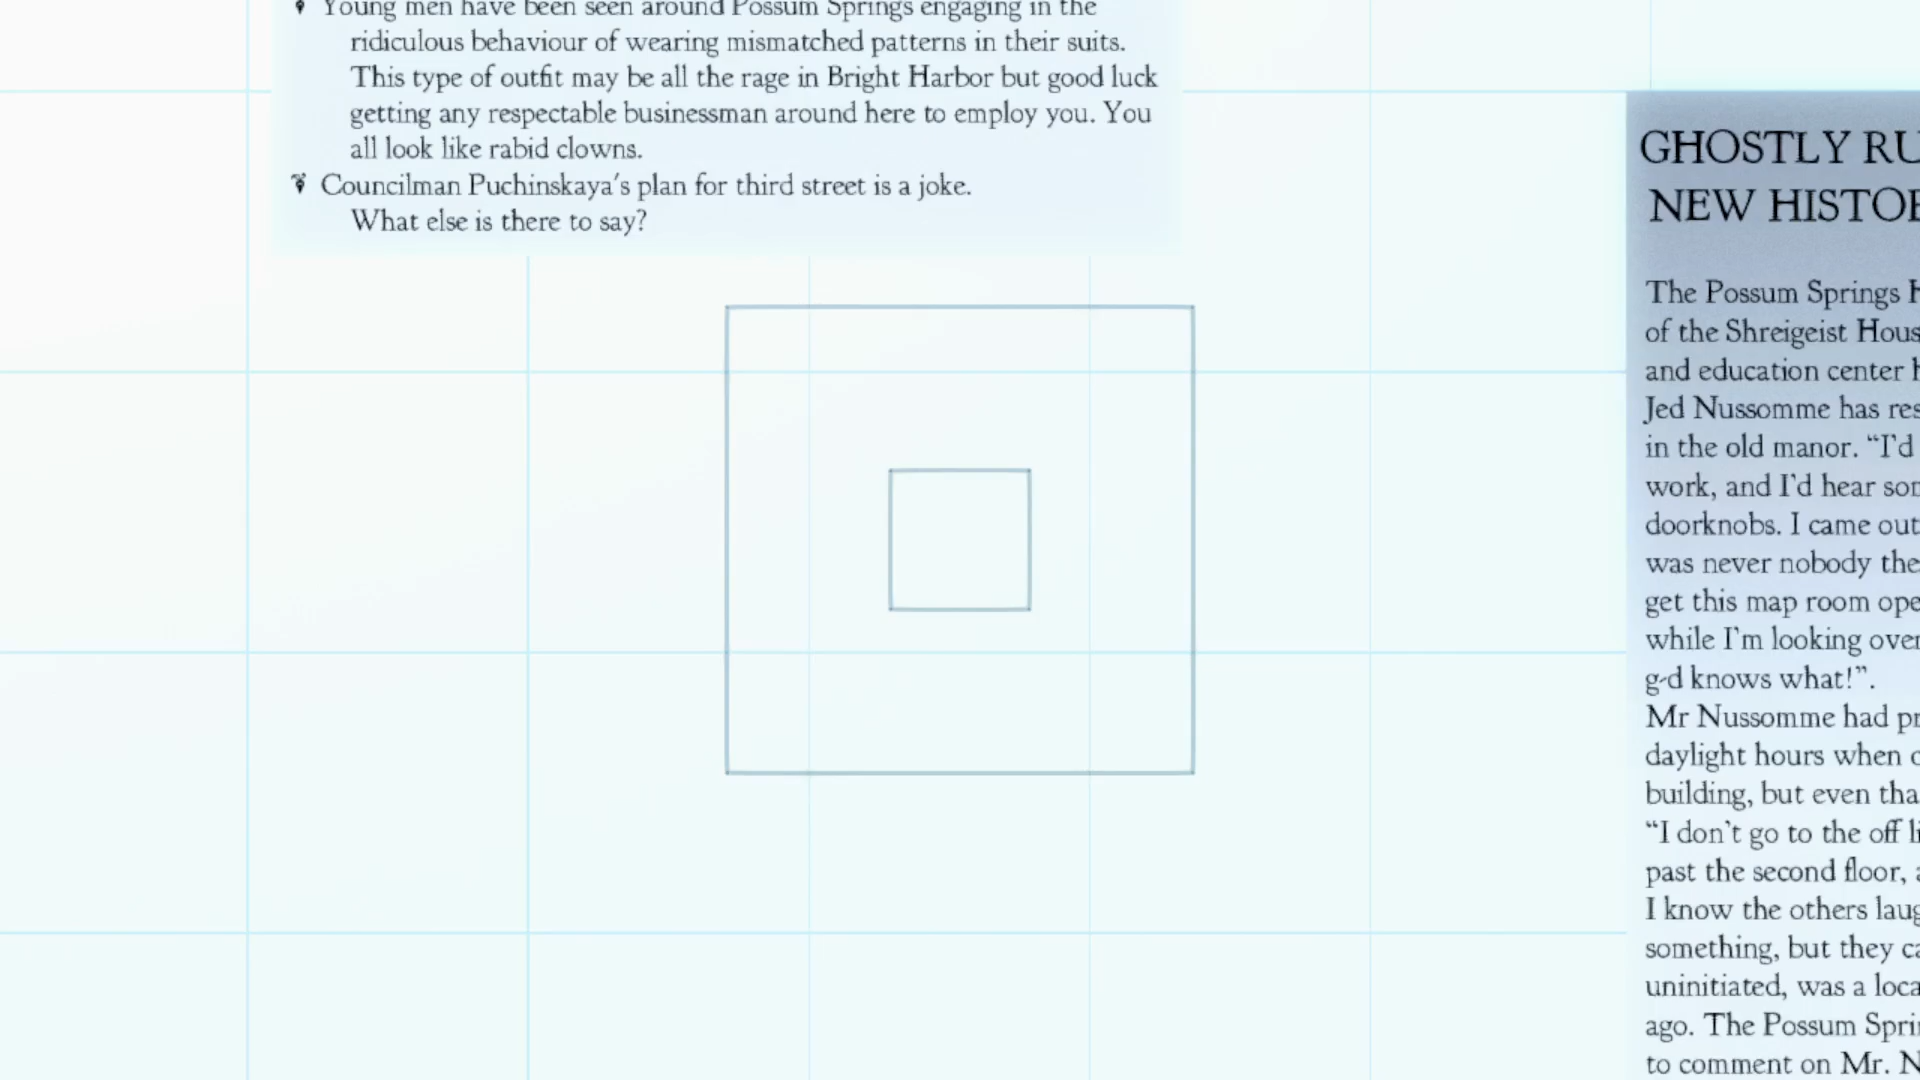 Young men have been seen around Possum Springs engaging in the
ridiculous behaviour of wearing mismatched patterns in their suits.
This type of outfit may be all the rage in Bright Harbor but good luck
getting any respectable businessman around here to employ you. You
all look like rabid clowns.
Councilman Puchinskaya's plan for third street is a joke.
What else is there to say?
GHOSTLY RU
NEW HISTO
The Possum Springs H
of the Shreigeist Hous
and education center h
Jed Nussomme has res
in the old manor. “I'd
work, and I'd hear so
doorknobs. I came out
was never nobody the
get this map room ope
while I'm looking over
g-d knows what!”.
Mr Nussomme had pr
daylight hours when
building, but even tha
“I don't go to the off li
past the second floor,
I know the others laug
something, but they ca
uninitiated, was a loca
ago. The Possum Spri
to comment on Mr. N